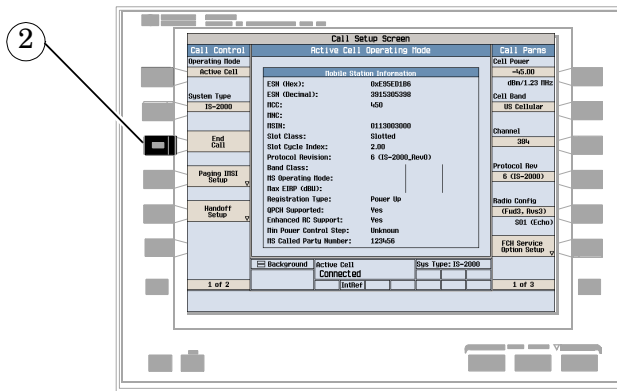 2
Call Setup Screen
Call Control
Active Cell Operating Mode
Call Parms
Operating Mode
Active Cell
System Type
IS-2000
End
Call
Paging IMSI
Setup
Handoff
Setup
1 of 2
Mobile Station Information
ESN (Hex): 0xE95ED1B6
ESN (Decimal): 3915305398
MCC: 450
MNC:
MSIN: 0113003000
Slot Class: Slotted
Slot Cycle Index: 2.00
Protocol Revision: 6 (IS-2000_Rev0)
Band Class:
MS Operating Mode:
Max EIRP (dBW):
Registration Type: Power Up
QPCH Supported: Yes
Enhanced RC Support: Yes
Min Power Control Step: Unknown
MS Called Party Number: 123456
Background
Active Cell
Sys Type: IS-2000
Connected
IntRef
Cell Power
-45.00
dBm/1.23 MHz
Cell Band
US Cellular
Channel
384
Protocol Rev
6 (IS-2000)
Radio Config
(Fwd3, Rvs3)
SO1 (Echo)
FCH Service
Option Setup
1 of 3